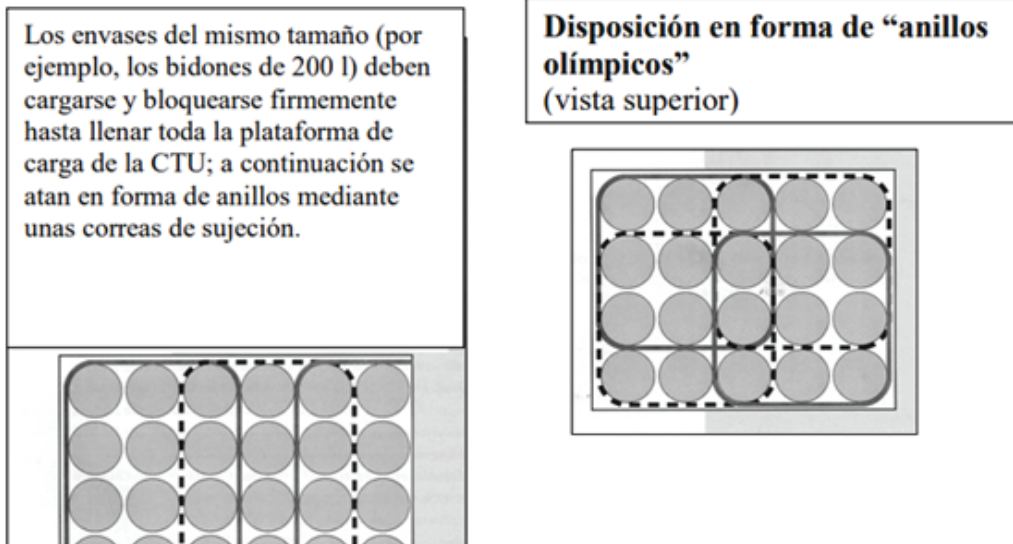 Los envases del mismo tamaño (por
ejemplo, los bidones de 200 l) deben
cargarse y bloquearse firmemente
hasta llenar toda la plataforma de
carga de la CTU; a continuación se
atan en forma de anillos mediante
unas correas de sujeción.
Disposición en forma de “anillos
olímpicos”
(vista superior)